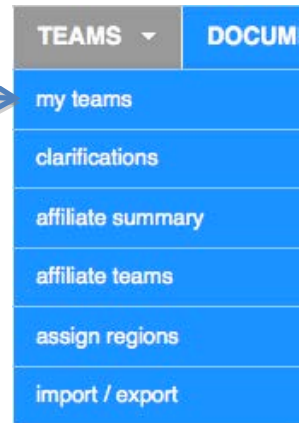 TEAMS DOCUM
my teams
clarifications
affiliate summary
affiliate teams
assign regions
import / export